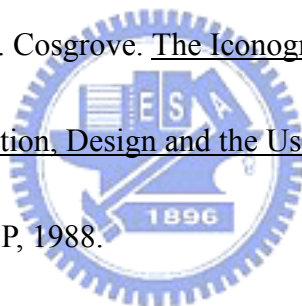 . Cosgrove. The Iconogr
E S A
tion, Design and the Us
1896
P, 1988.